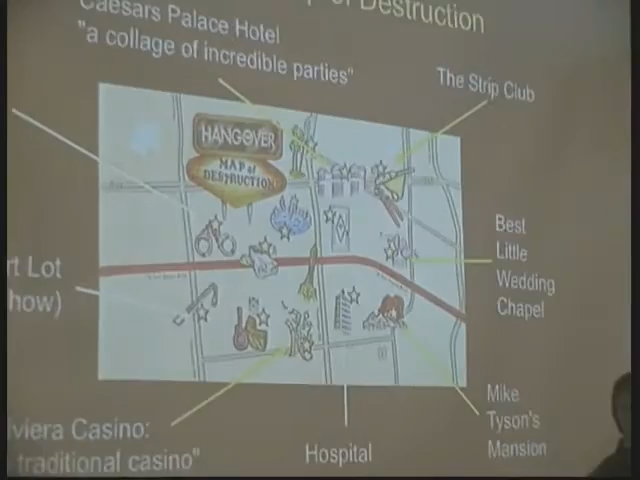 of Destruction
Caesars Palace Hotel
"a collage of incredible parties"
The Strip Club
HANGOVER
MAP of
DESTRUCTION
Best
Little
Wedding
Chapel
rt Lot
how)
Mike
Tyson's
Mansion
viera Casino:
traditional casino"
Hospital